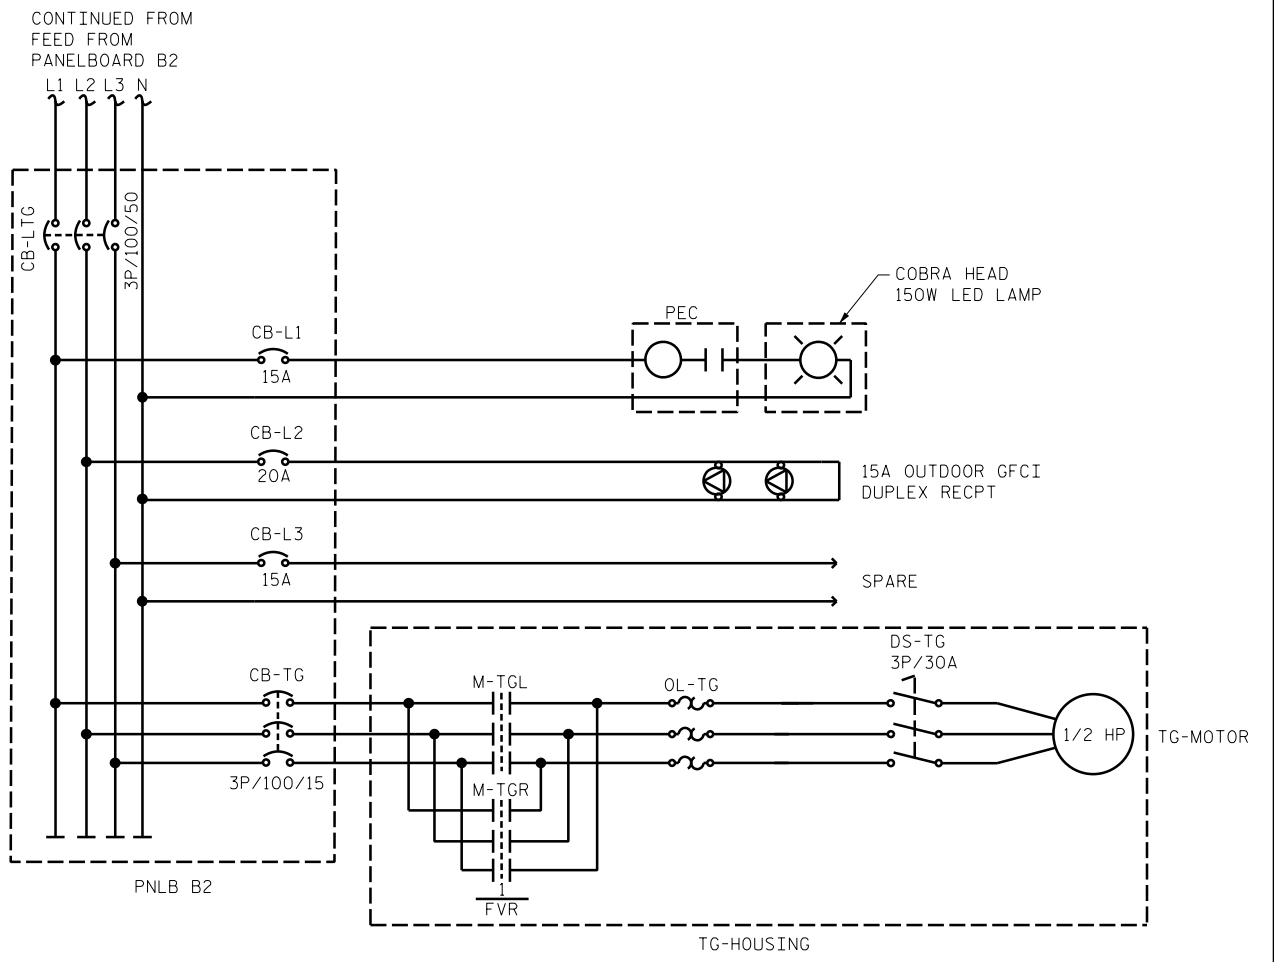 CONTINUED FROM
FEED FROM
PANELBOARD B2
L1 L2 L3 N
CB-LTG
3P/100/50
COBRA HEAD
150W LED LAMP
PEC
CB-L1
15A
CB-L2
20A
15A OUTDOOR GFCI
DUPLEX RECPT
CB-L3
15A
SPARE
DS-TG
3P/30A
CB-TG
M-TGL
OL-TG
1/2 HP
TG-MOTOR
3P/100/15
M-TGR
1
FVR
PNLB B2
TG-HOUSING